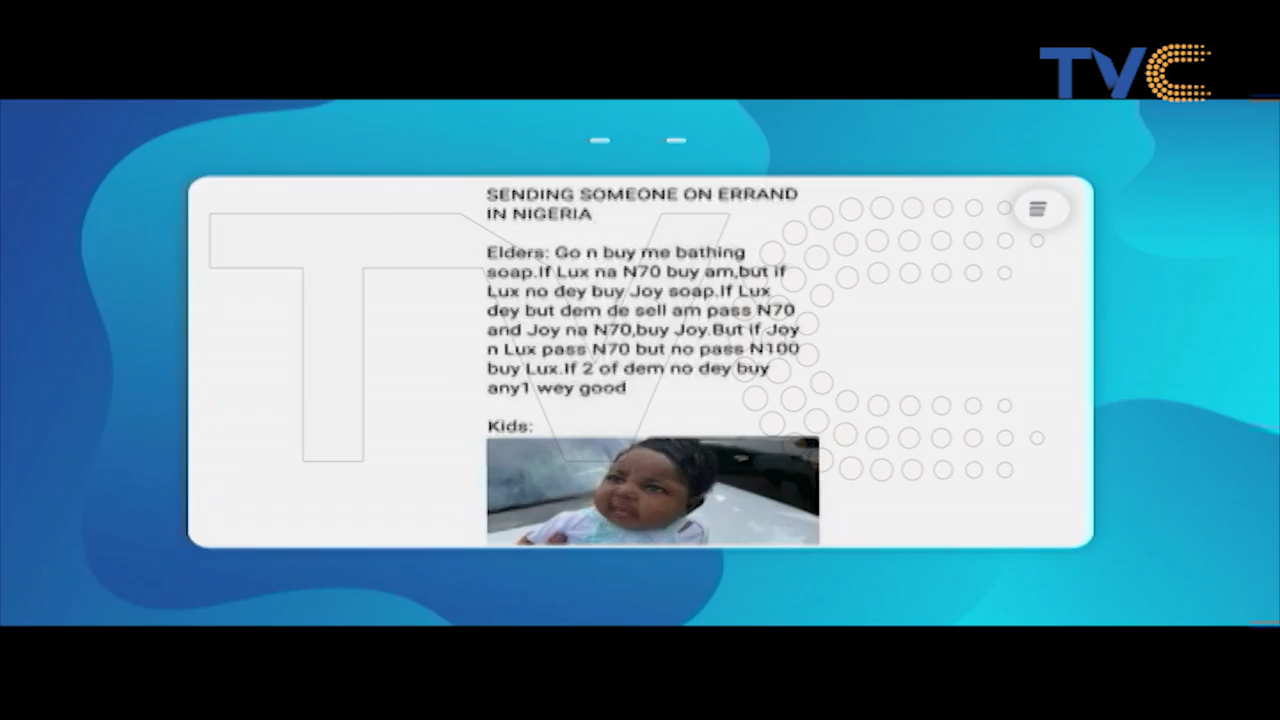 TVC
SENDING SOMEONE ON ERRAND
IN NIGERIA
Elders: Go n buy me bathing
soap.If Lux na N70 buy am,but if
Lux no dey buy Joy soap.If Lux
dey but dem de sell am pass N70
and Joy na N70,buy Joy.But if Joy
n Lux pass N70 but no pass N100
buy Lux.If 2 of dem no dey buy
any1 wey good
Kids:
TVC